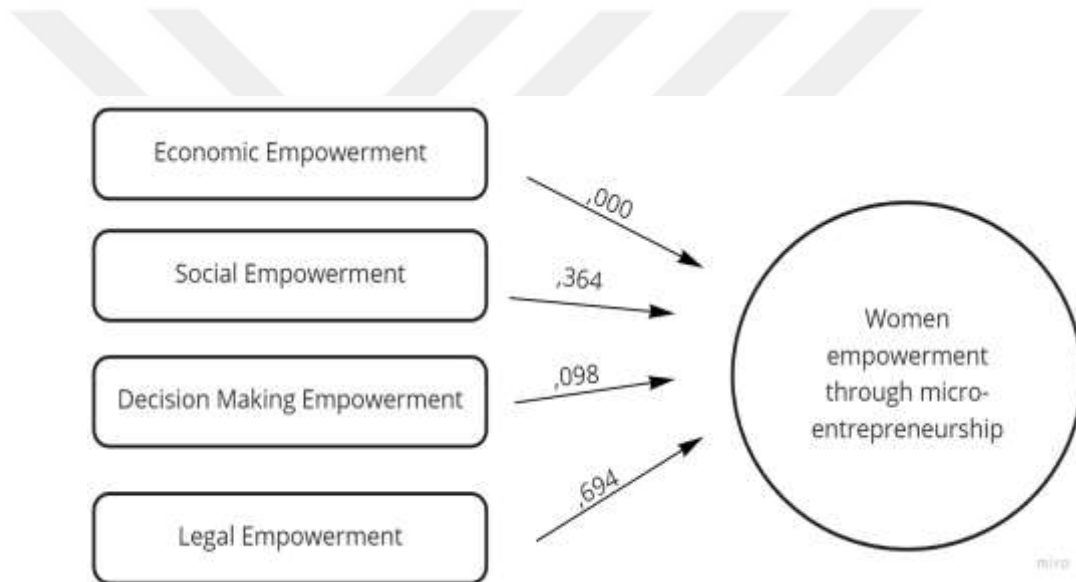 Economic Empowerment
,000
Social Empowerment
,364
Decision Making Empowerment
,098
Legal Empowerment
,694
Women
empowerment
through micro-
entrepreneurship
miro